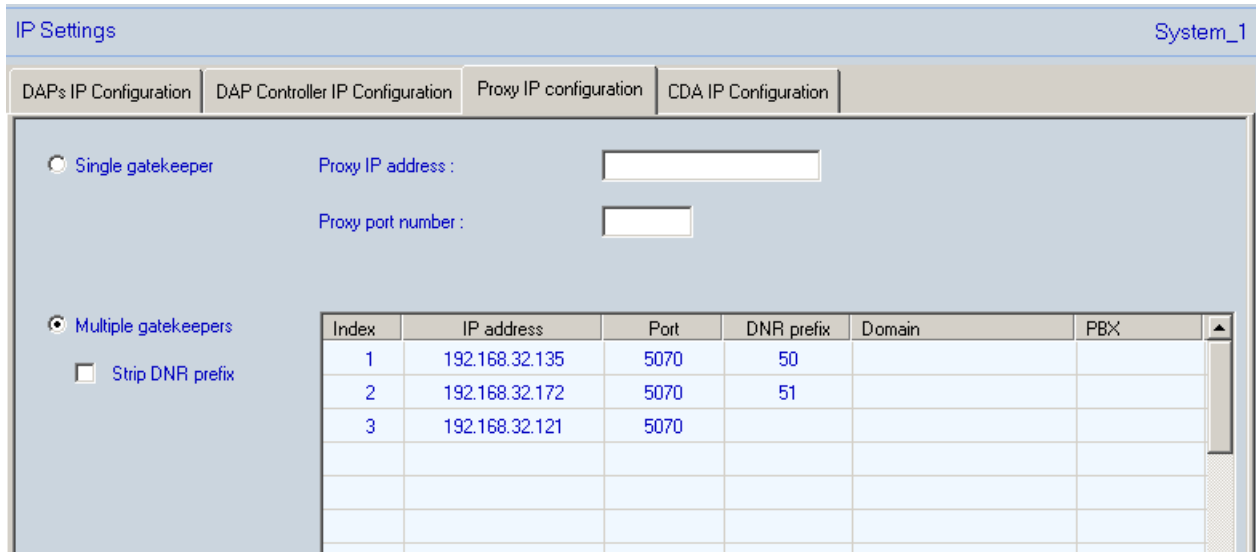 IP Settings System_1
DAPs IP Configuration DAP Controller IP Configuration Proxy IP configuration CDA IP Configuration
Single gatekeeper Proxy IP address :
Proxy port number :
Multiple gatekeepers
Strip DNR prefix
Index IP address Port DNR prefix Domain PBX
1 192.168.32.135 5070 50
2 192.168.32.172 5070 51
3 192.168.32.121 5070